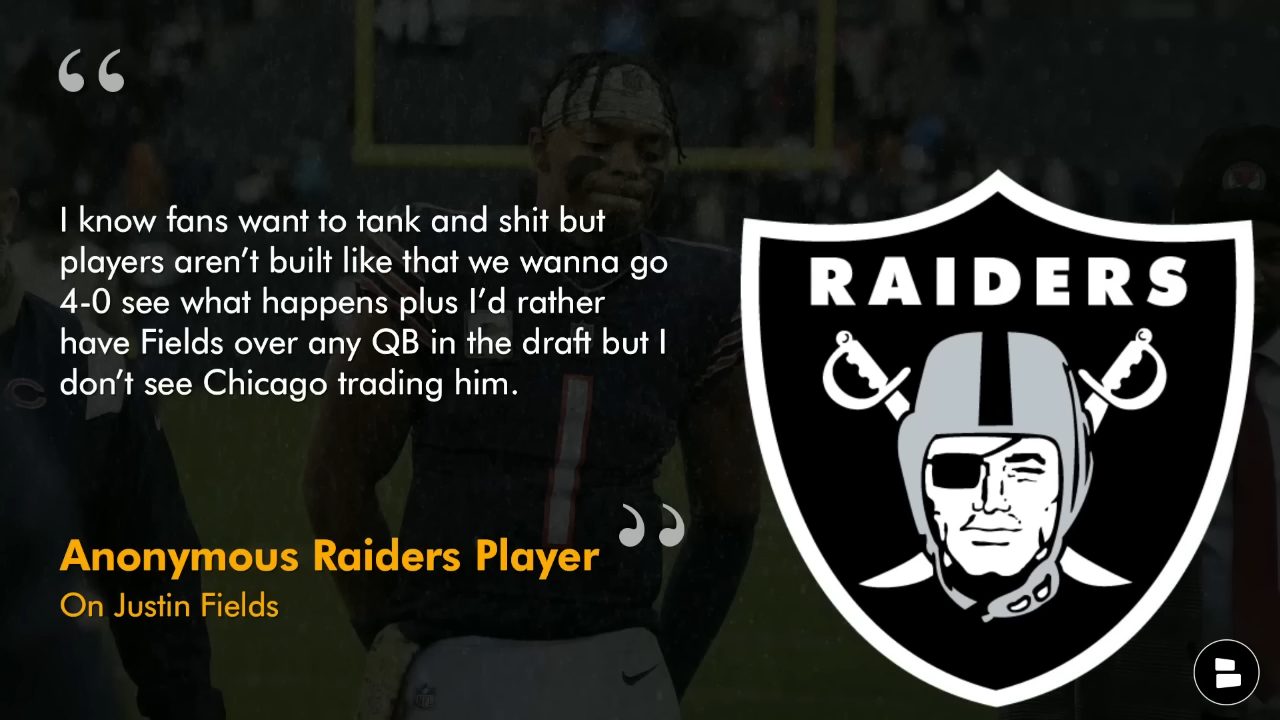 “
I know fans want to tank and shit but
players aren’t built like that we wanna go
4-0 see what happens plus I’d rather
have Fields over any QB in the draft but I
don’t see Chicago trading him.
”
Anonymous Raiders Player
On Justin Fields
RAIDERS
1